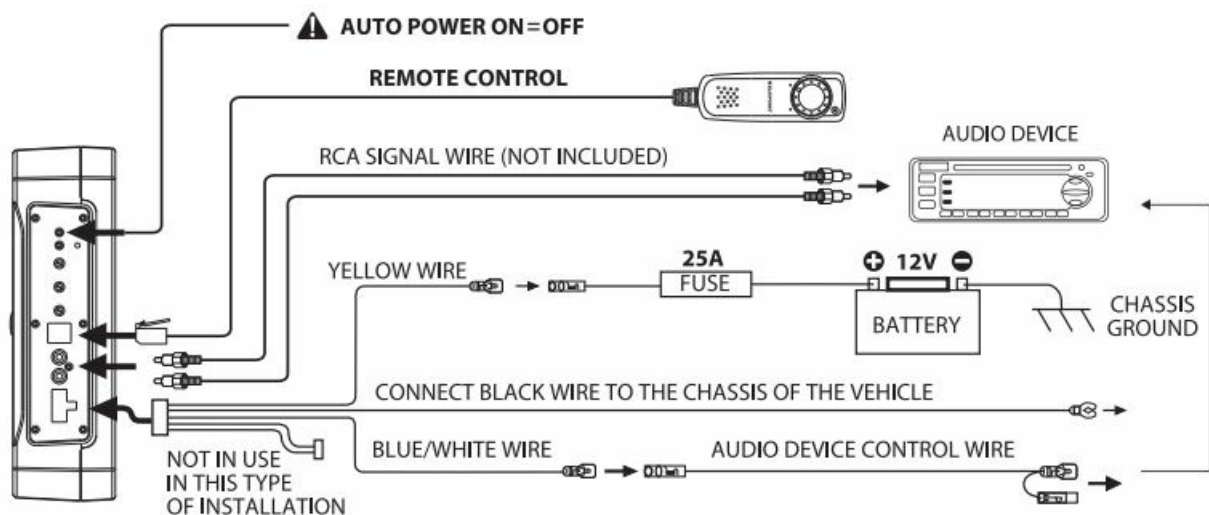 AUTO POWER ON=OFF
REMOTE CONTROL
AUDIO DEVICE
RCA SIGNAL WIRE (NOT INCLUDED)
YELLOW WIRE
25A
FUSE
+ 12V -
BATTERY
CHASSIS
GROUND
CONNECT BLACK WIRE TO THE CHASSIS OF THE VEHICLE
BLUE/WHITE WIRE
AUDIO DEVICE CONTROL WIRE
NOT IN USE
IN THIS TYPE
OF INSTALLATION